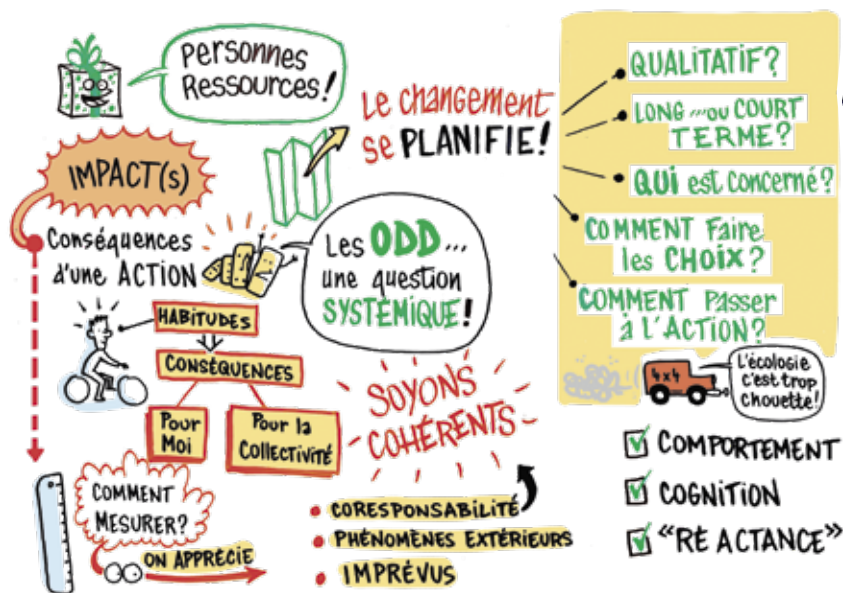 Personnes
Ressources!
Le changement
se PLANIFIE!
QUALITATIF?
LONG ...OU COURT
TERME?
QUI est concerné?
COMMENT Faire
les CHOIX?
COMMENT Passer
à l'ACTION?
IMPACT(s)
Conséquences
d'une ACTION
Les ODD...
une question
SYSTÉMIQUE!
HABITUDES
CONSÉQUENCES
Pour
Moi
Pour la
Collectivité
SOYONS
COHÉRENTS
4x4
L'écologie
c'est trop
chouette!
COMPORTEMENT
COGNITION
"RÉACTANCE"
COMMENT
MESURER?
ON APPRÉCIE
CORESPONSABILITÉ
PHÉNOMÈNES EXTÉRIEURS
IMPRÉVUS